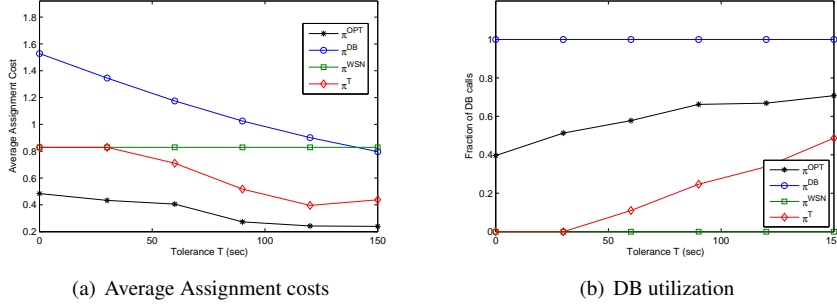 1.8
1.6
1.4
1.2
1
0.8
0.6
0.4
0.2
0
50
100
150
Average Assignment Cost
Tolerance T (sec)
π^OPT
π^DB
π^WSN
π^T
(a) Average Assignment costs
1
0.8
0.6
0.4
0.2
0
0
50
100
15
Fraction of DB calls
Tolerance T (sec)
π^OPT
π^DB
π^WSN
π^T
(b) DB utilization